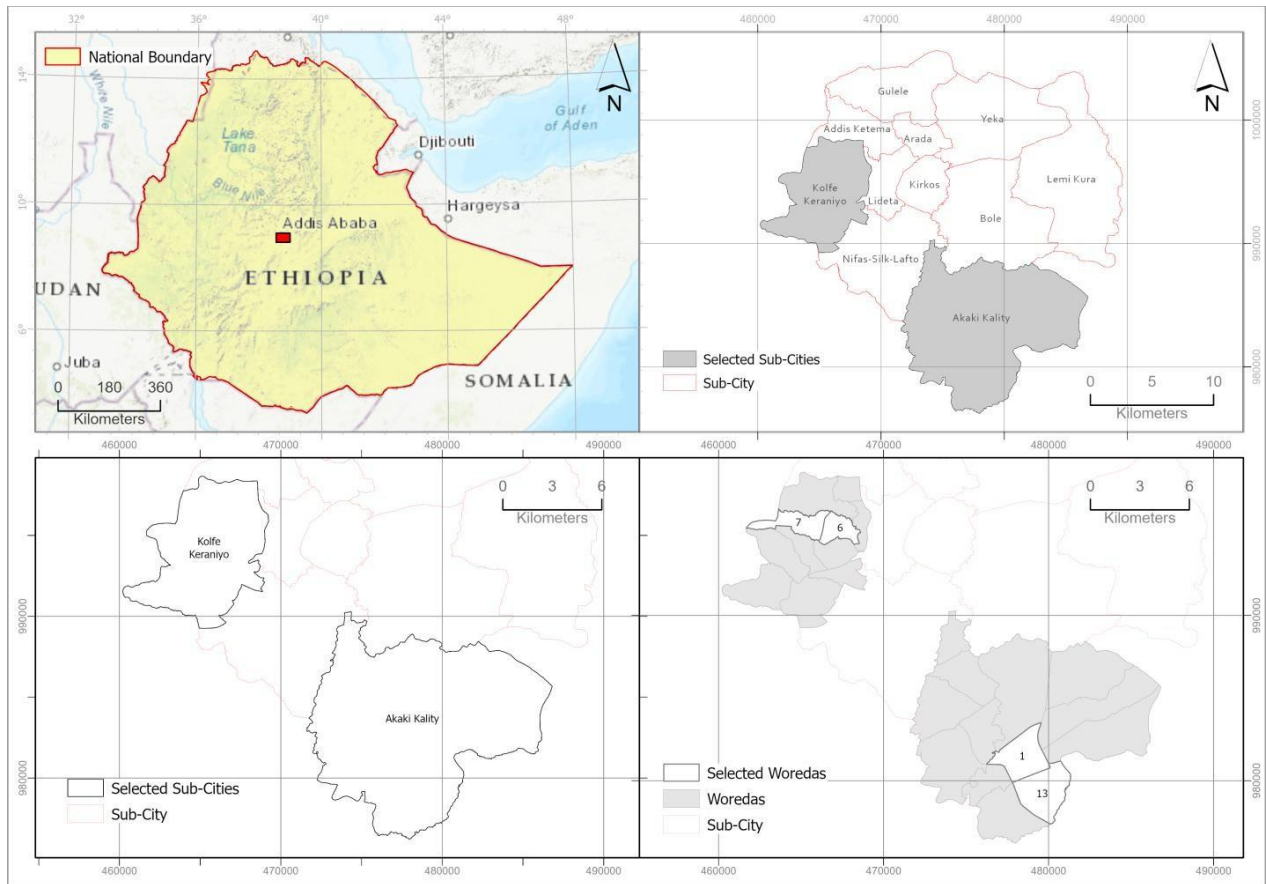 32°
36°
40°
44°
48°
460000
470000
480000
490000
National Boundary
N
14°
White Nile
Lake
Tana
Gulf
of Aden
Djibouti
Blue Nile
10°
Hargeysa
Addis Ababa
ETHIOPIA
UDAN
6°
Juba
SOMALIA
0 180 360
Kilometers
N
Gulele
Yeka
1000000
Addis Ketema
Arada
Kolfe
Keraniyo
Kirkos
Lemi Kura
Lideta
Bole
990000
Nifas-Silk-Lafto
Akaki Kality
Selected Sub-Cities
Sub-City
980000
0 5 10
Kilometers
460000
470000
480000
490000
460000
470000
480000
490000
0 3 6
Kilometers
Kolfe
Keraniyo
990000
Akaki Kality
Selected Sub-Cities
Sub-City
980000
460000
470000
480000
490000
0 3 6
Kilometers
7
6
990000
1
13
Selected Woredas
Woredas
Sub-City
980000
460000
470000
480000
490000